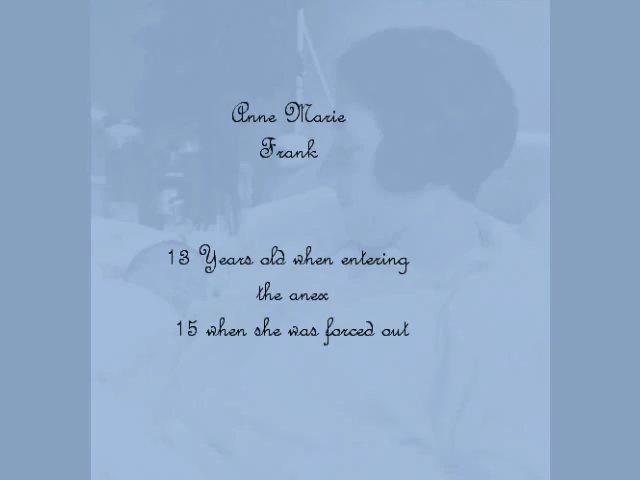 Anne Marie
Frank
13 Years old when entering
the anex
15 when she was forced out